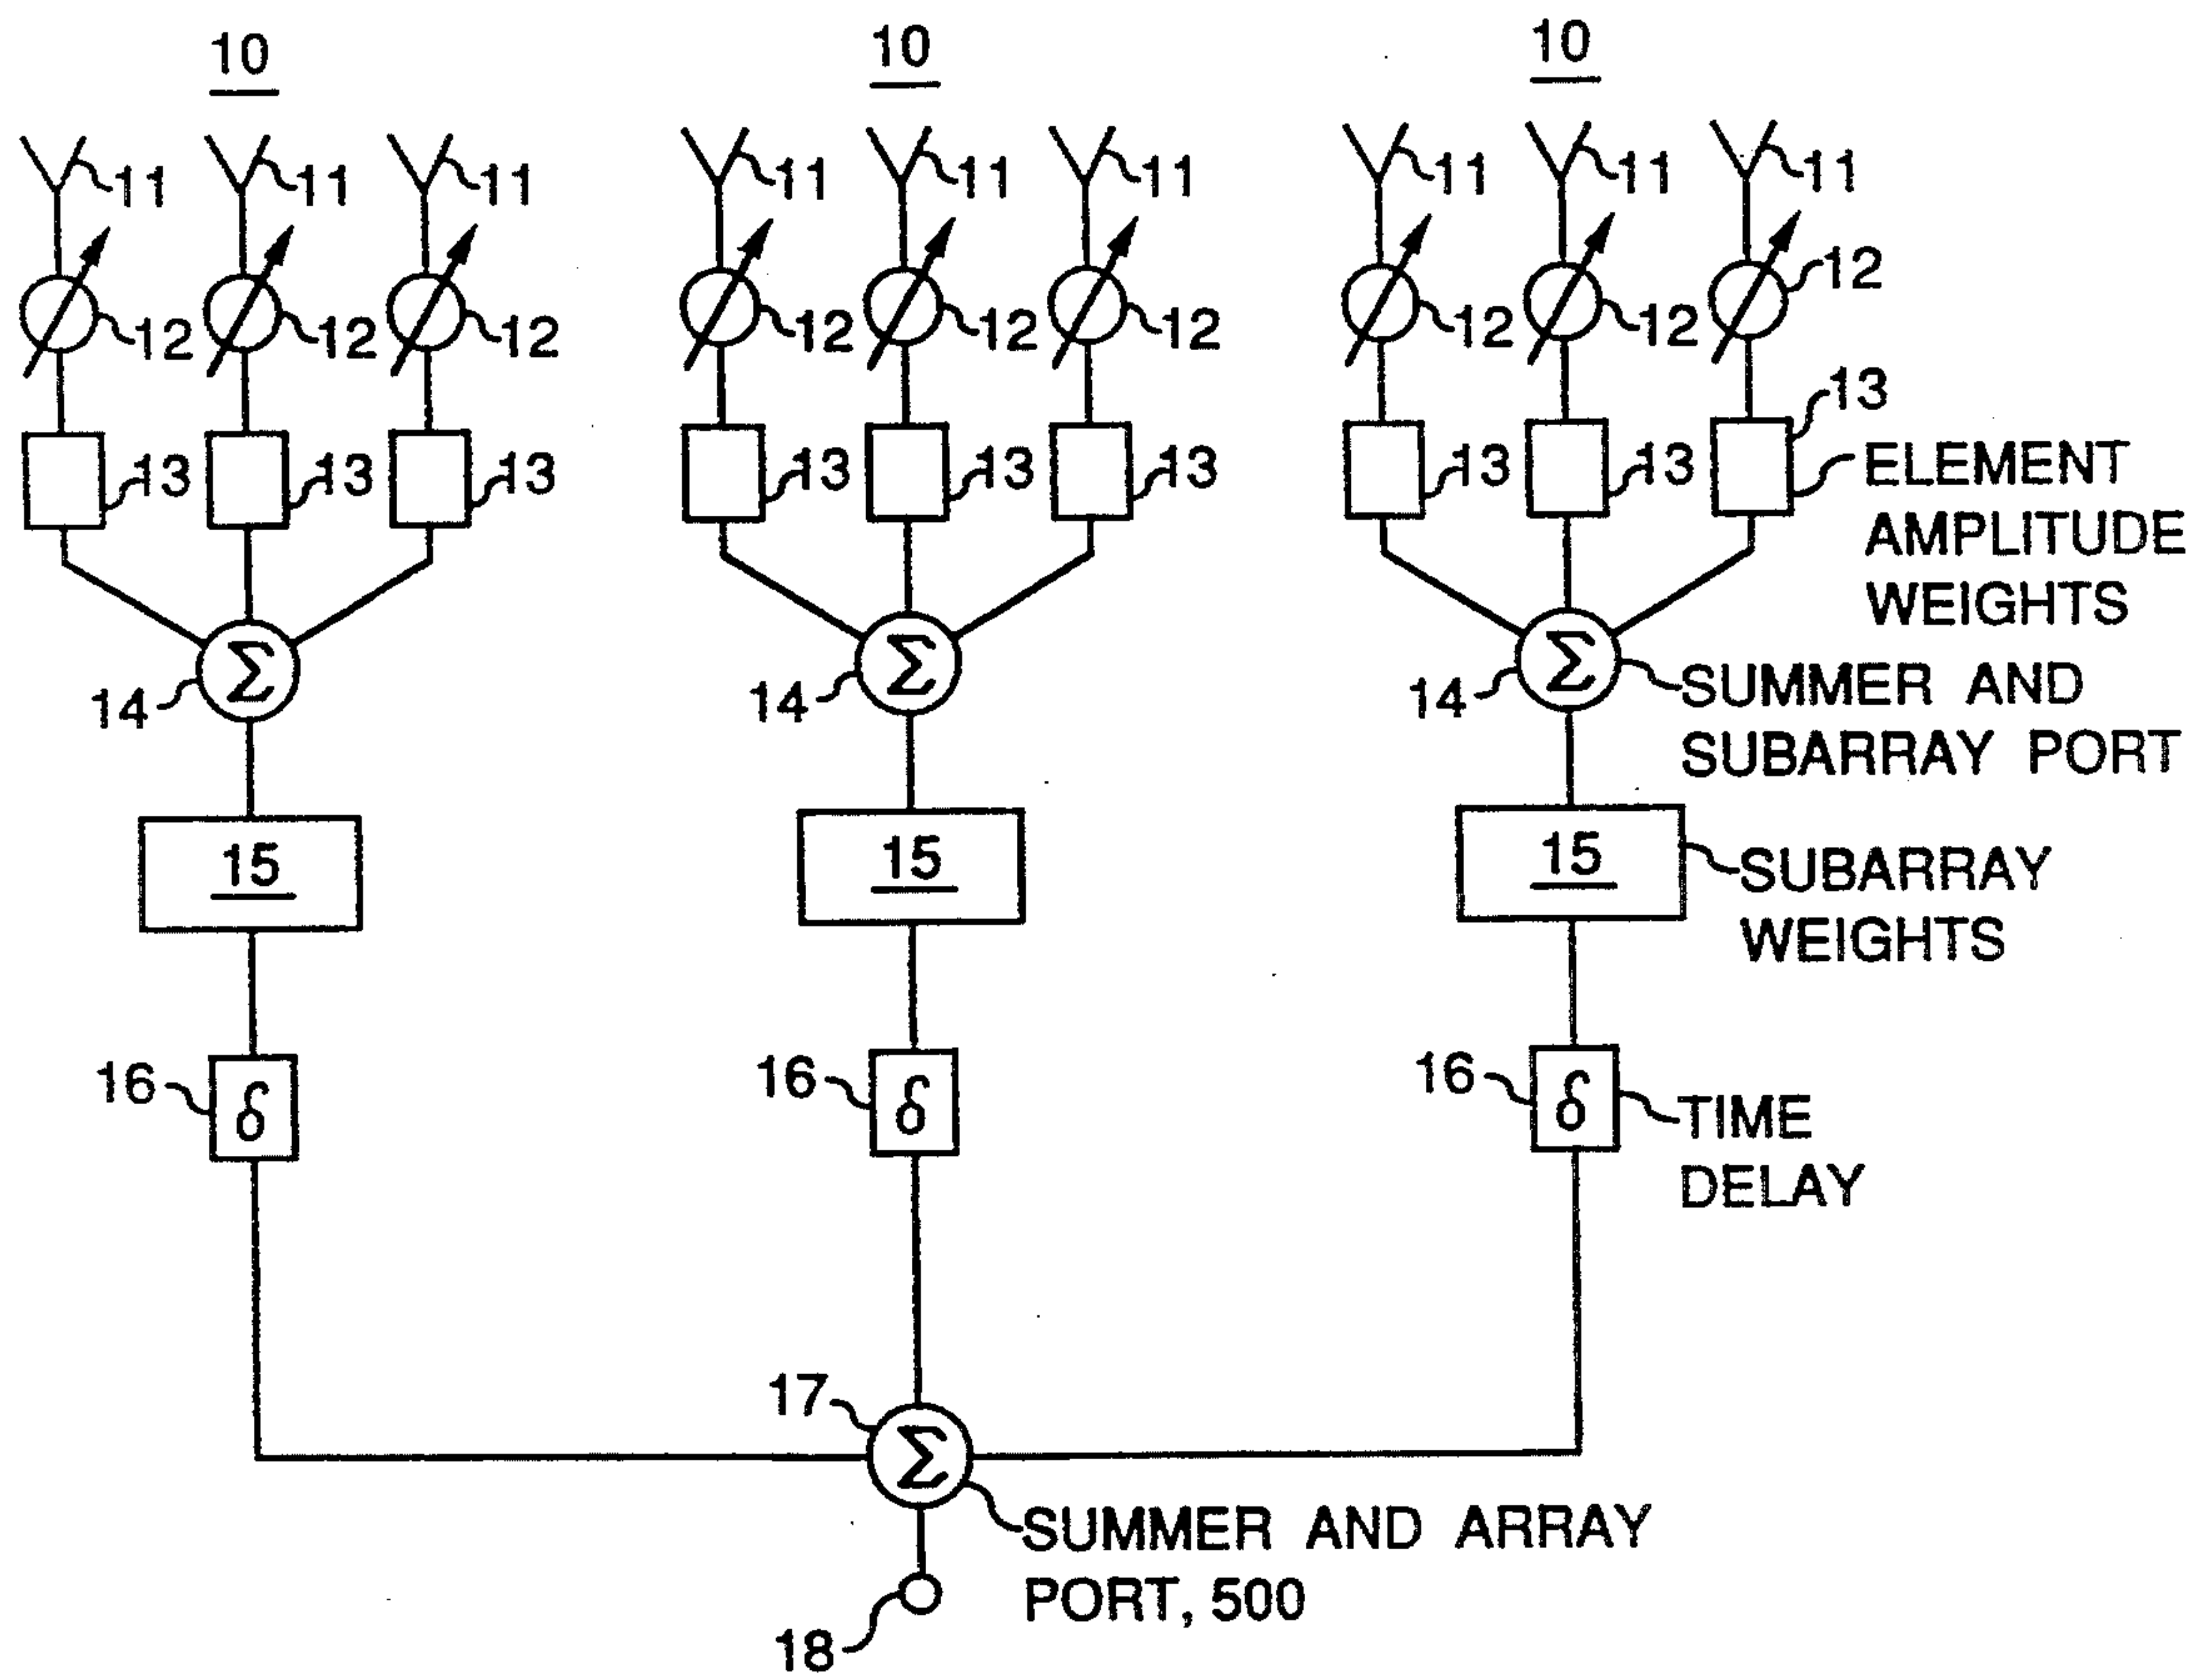 10 10 10
11 11 11 11 11 11 11 11 11
12 12 12 12 12 12 12 12 12
13 13 13 13 13 13 13 13 13
ELEMENT
AMPLITUDE
WEIGHTS
Σ Σ Σ
14 14 14
SUMMER AND
SUBARRAY PORT
15 15 15
SUBARRAY
WEIGHTS
16 δ 16 δ 16 δ
TIME
DELAY
17
Σ
SUMMER AND ARRAY
PORT, 500
18